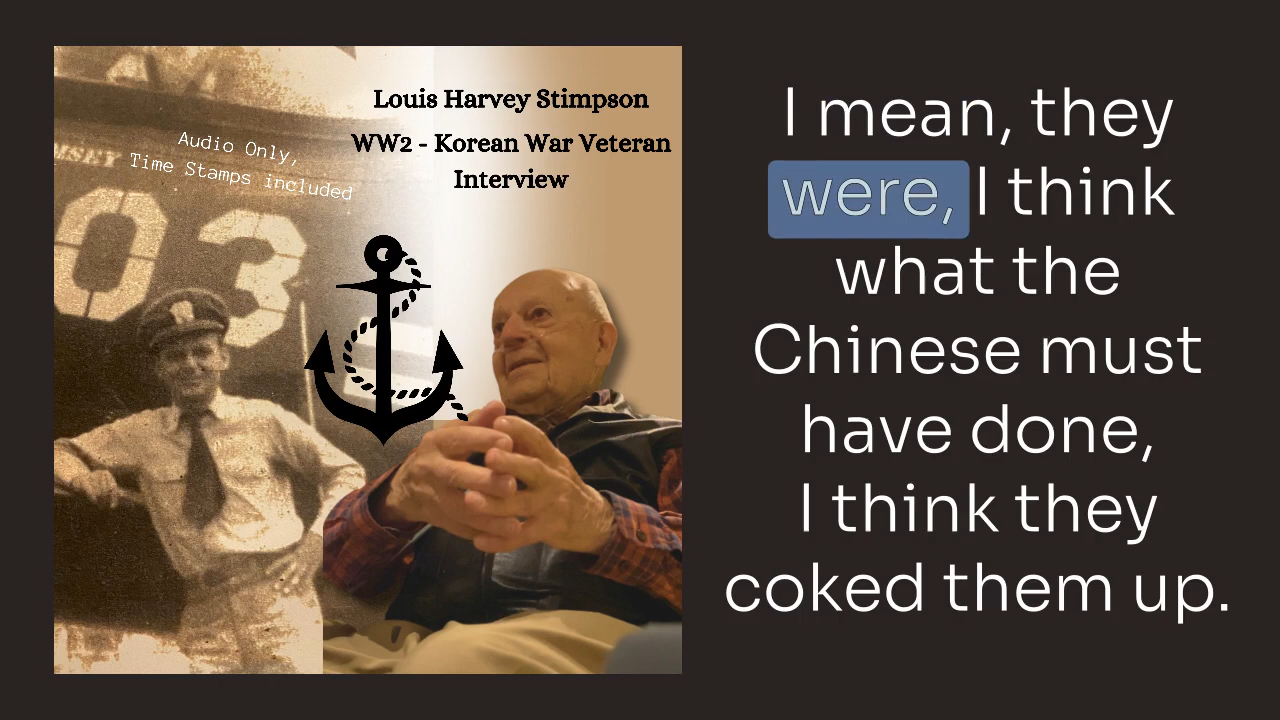 Louis Harvey Stimpson
WW2 - Korean War Veteran
Interview
Audio Only,
Time Stamps included
MSEY
03
I mean, they
were, I think
what the
Chinese must
have done,
I think they
coked them up.